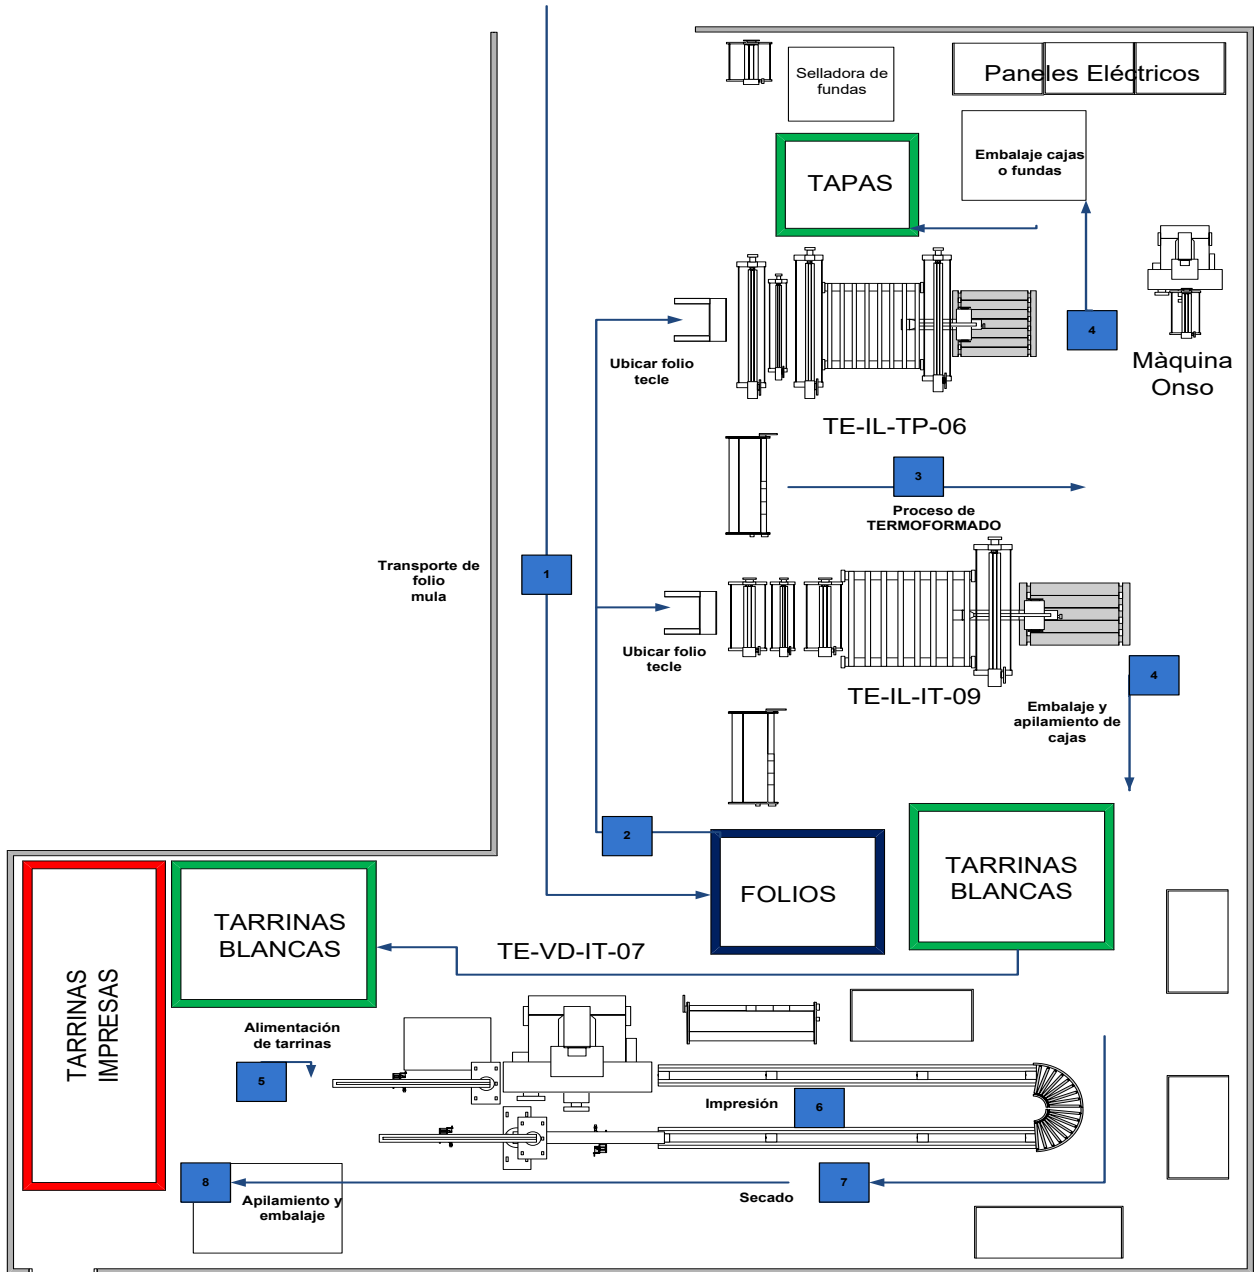 Selladora de
fundas
Paneles Eléctricos
TAPAS
Embalaje cajas
o fundas
4
Màquina
Onso
Ubicar folio
tecle
TE-IL-TP-06
3
Proceso de
TERMOFORMADO
Transporte de
folio
mula
1
Ubicar folio
tecle
TE-IL-IT-09
4
Embalaje y
apilamiento de
cajas
2
FOLIOS
TARRINAS
BLANCAS
TARRINAS
IMPRESAS
TARRINAS
BLANCAS
TE-VD-IT-07
Alimentación
de tarrinas
5
Impresión
6
7
Secado
8
Apilamiento y
embalaje